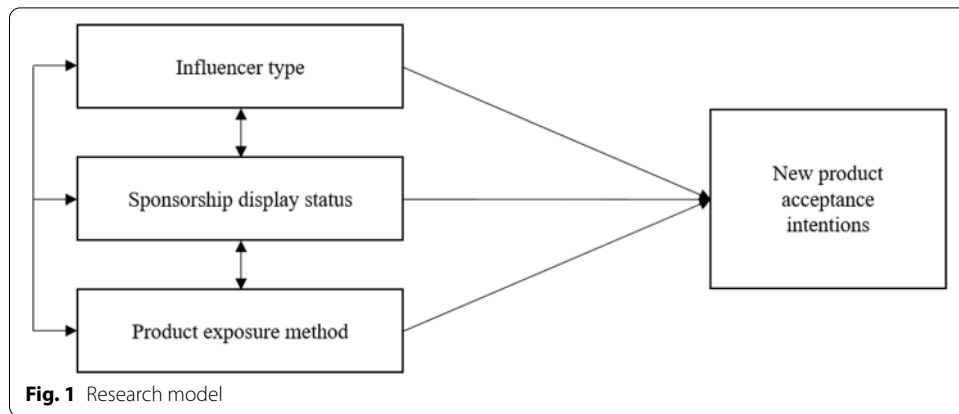 Influencer type
Sponsorship display status
Product exposure method
New product
acceptance
intentions
Fig. 1 Research model